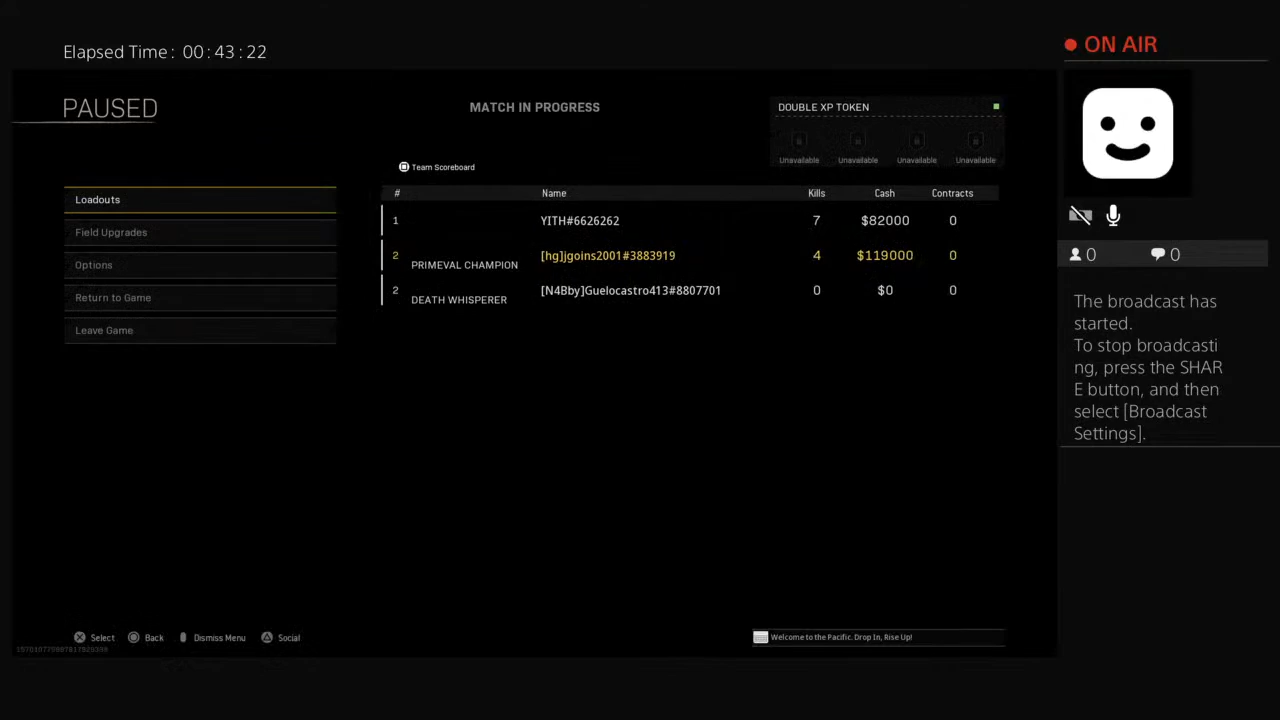 Elapsed Time: 00:43:22
ON AIR
PAUSED
MATCH IN PROGRESS
DOUBLE XP TOKEN
Unavailable Unavailable Unavailable Unavailable
Team Scoreboard
# Name Kills Cash Contracts
1 YITH#6626262 7 $82000 0
2 PRIMEVAL CHAMPION [hg]jgoins2001#3883919 4 $119000 0
2 DEATH WHISPERER [N4Bby]Guelocastro413#8807701 0 $0 0
Loadouts
Field Upgrades
Options
Return to Game
Leave Game
0 0
The broadcast has
started.
To stop broadcasti
ng, press the SHAR
E button, and then
select [Broadcast
Settings].
Select Back Dismiss Menu Social
Welcome to the Pacific. Drop In, Rise Up!